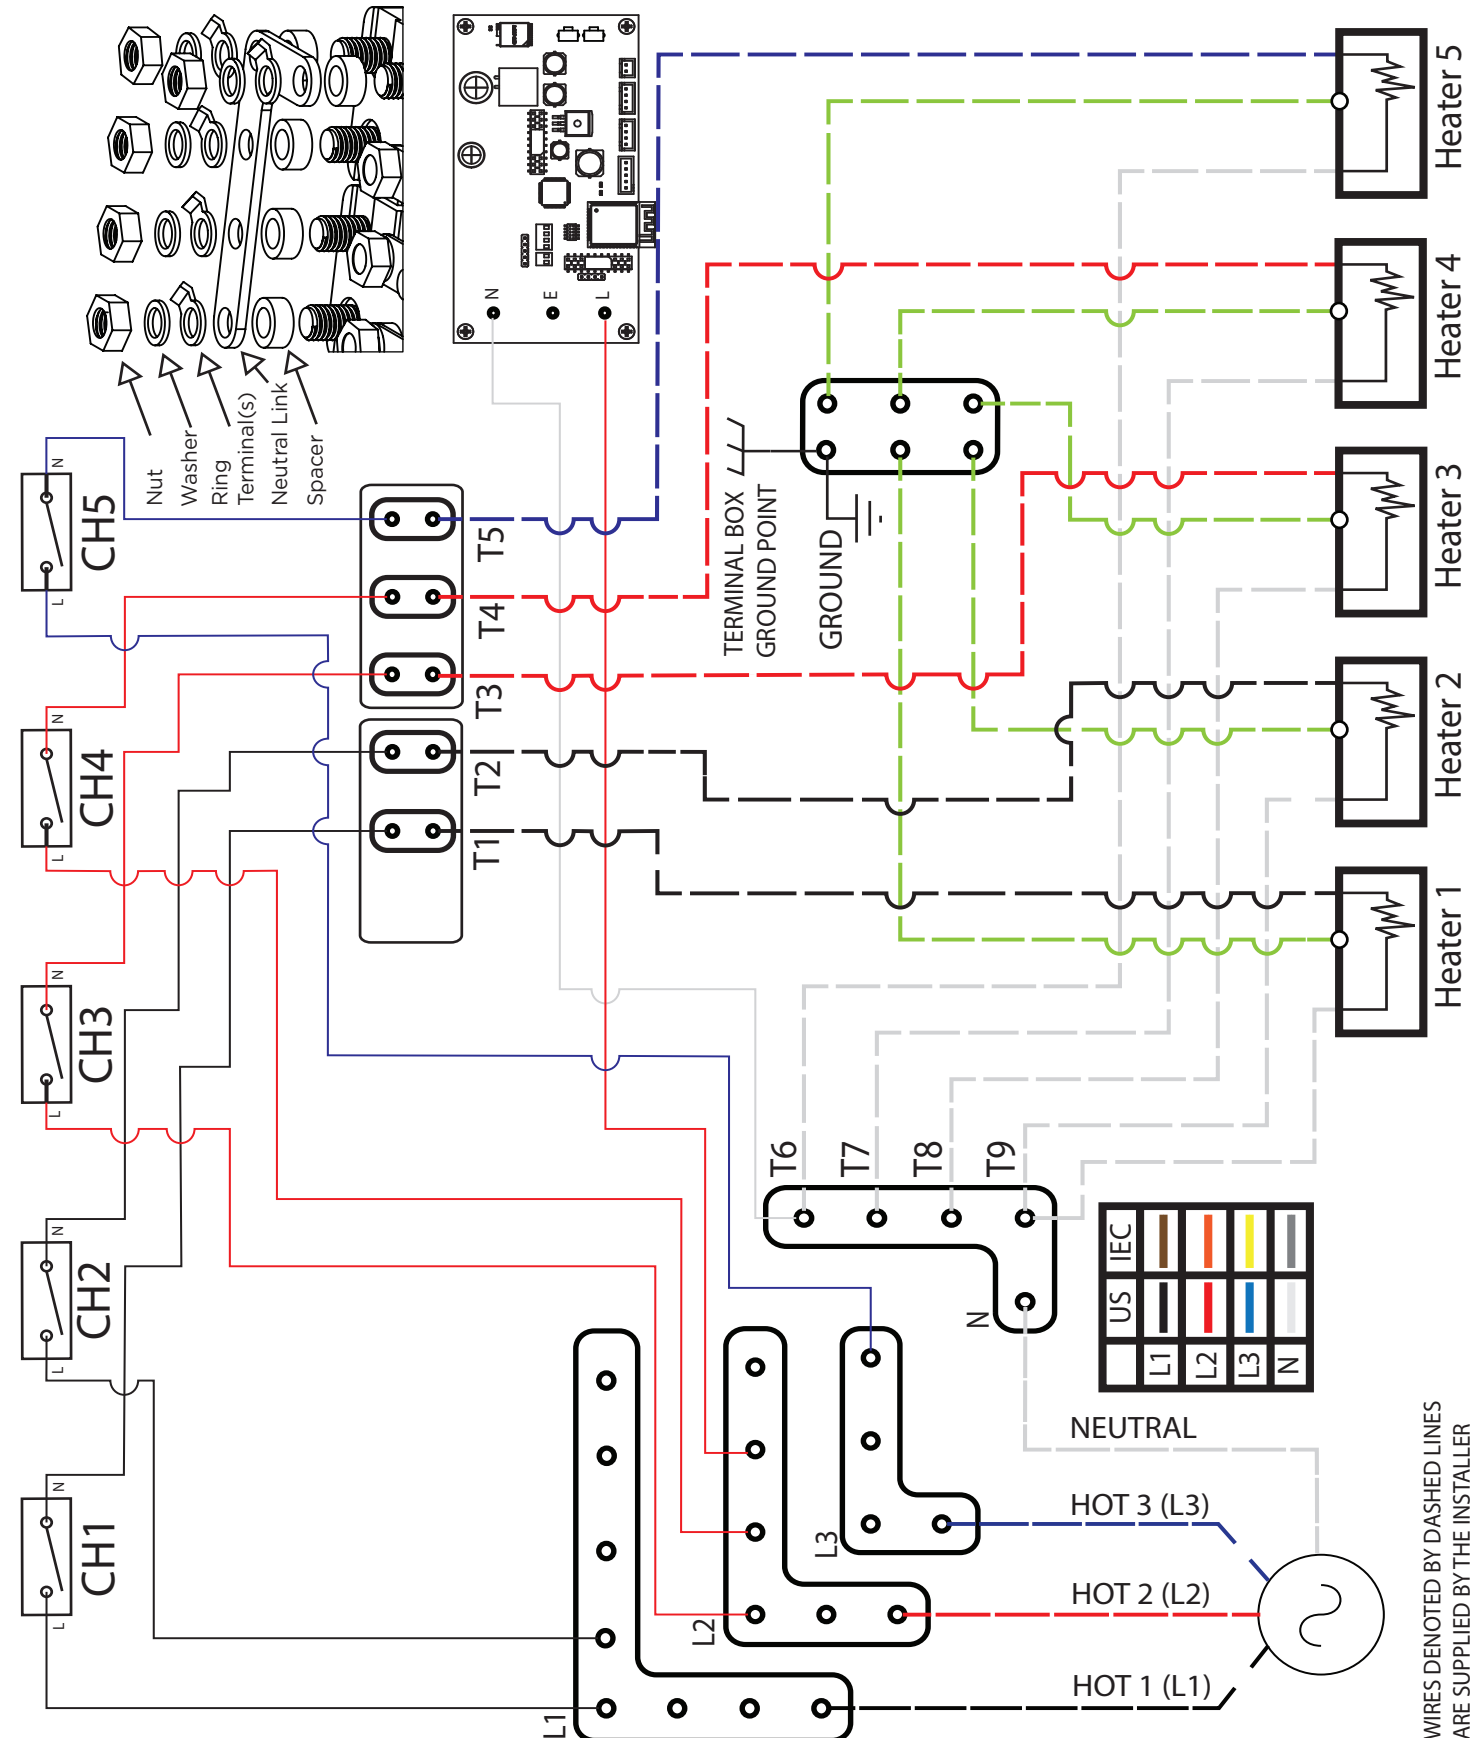 Nut
Washer
Ring
Terminal(s)
Neutral Link
Spacer
N
E
L
CH5
N
L
CH4
N
L
CH3
N
L
CH2
N
L
CH1
N
L
T5
T4
T3
T2
T1
TERMINAL BOX
GROUND POINT
GROUND
Heater 5
Heater 4
Heater 3
Heater 2
Heater 1
T6
T7
T8
T9
N
L1
L2
L3
US IEC
L1
L2
L3
N
NEUTRAL
HOT 3 (L3)
HOT 2 (L2)
HOT 1 (L1)
WIRES DENOTED BY DASHED LINES
ARE SUPPLIED BY THE INSTALLER